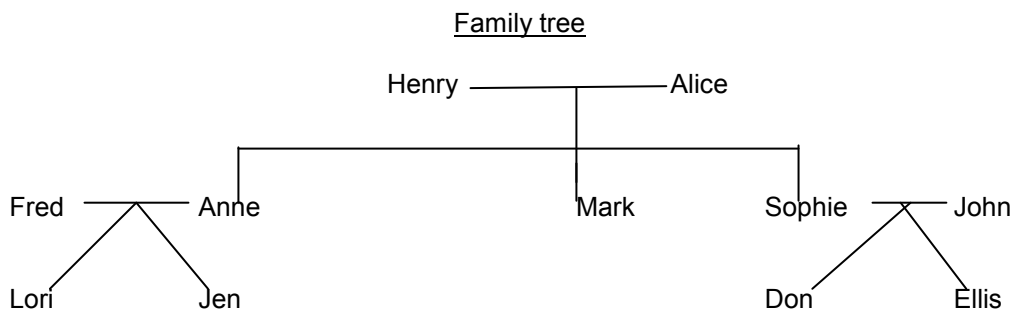 Family tree
Henry Alice
Fred Anne Mark Sophie John
Lori Jen Don Ellis